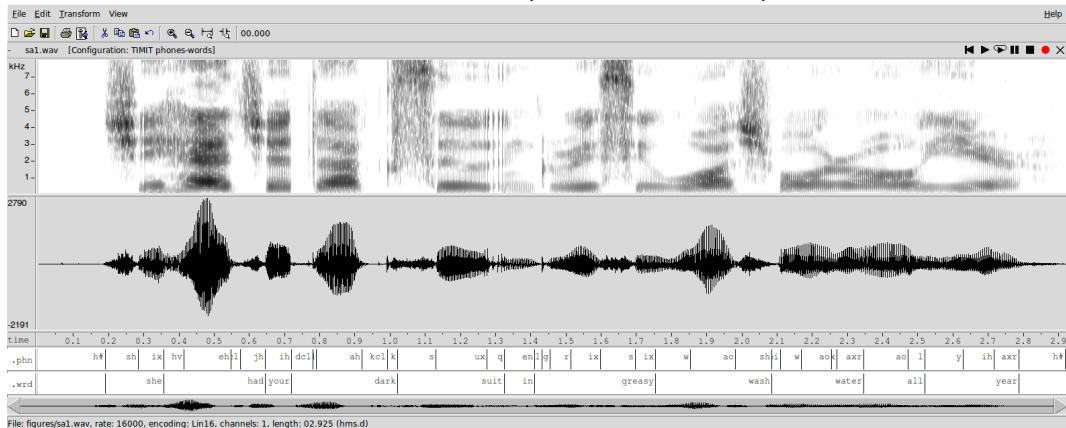 File Edit Transform View Help
00.000
- sa1.wav [Configuration: TIMIT phones-words]
kHz
7-
6-
5-
4-
3-
2-
1-
2790
-2191
time 0.1 0.2 0.3 0.4 0.5 0.6 0.7 0.8 0.9 1.0 1.1 1.2 1.3 1.4 1.5 1.6 1.7 1.8 1.9 2.0 2.1 2.2 2.3 2.4 2.5 2.6 2.7 2.8 2.9
.phn h# sh ix hv eh jh ih dcl ah kcl k s ux q en g r ix s ix w ao sh w ao axr ao l y ih axr h#
.wrd she had your dark suit in greasy wash water all year
File: figures/sa1.wav, rate: 16000, encoding: Lin16, channels: 1, length: 02.925 (hms.d)